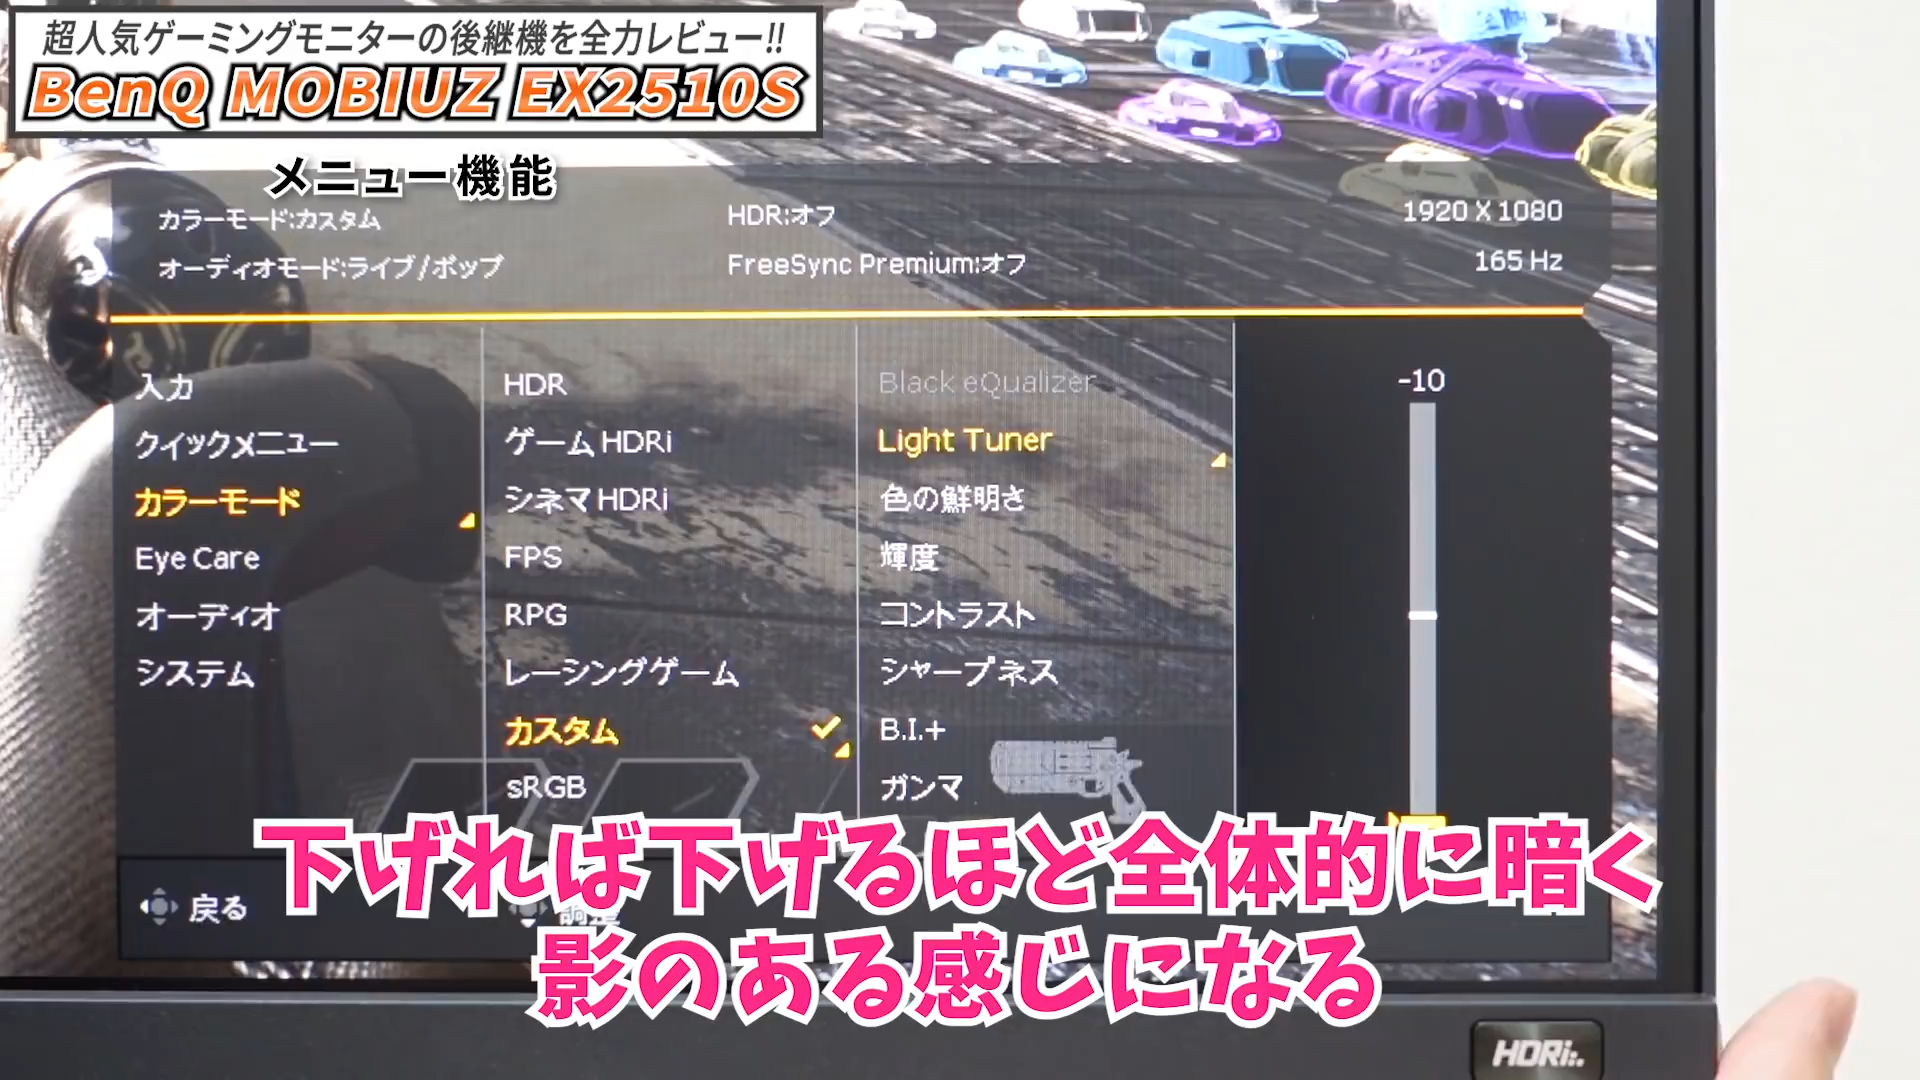 超人気ゲーミングモニターの後継機を全力レビュー!!
BenQ MOBIUZ EX2510S
メニュー機能
カラーモード:カスタム
HDR:オフ
1920 X 1080
オーディオモード:ライブ/ポップ
FreeSync Premium:オフ
165 Hz
入力
クイックメニュー
カラーモード
Eye Care
オーディオ
システム
HDR
ゲーム HDRi
シネマ HDRi
FPS
RPG
レーシングゲーム
カスタム
sRGB
Black eQualizer
Light Tuner
色の鮮明さ
輝度
コントラスト
シャープネス
B.I.+
ガンマ
-10
戻る
下げれば下げるほど全体的に暗く
影のある感じになる
HDRi